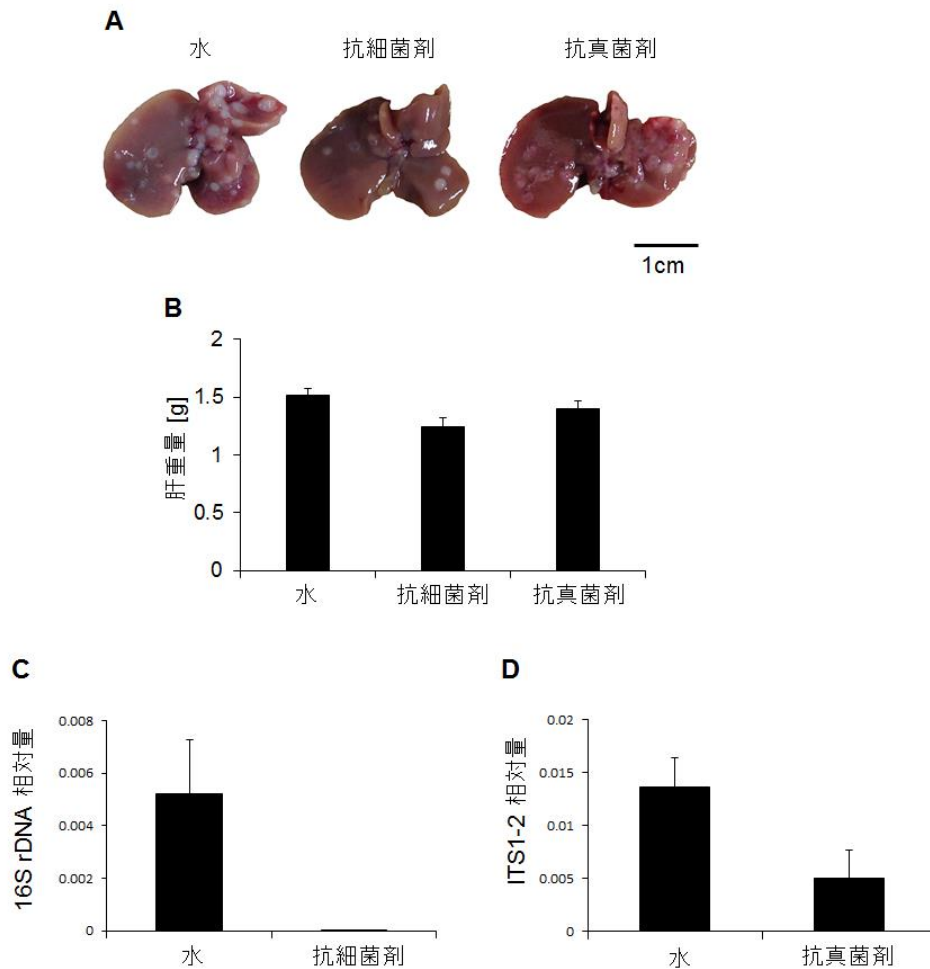 A
水 抗細菌剤 抗真菌剤
1cm
B
肝重量 [g]
2
1.5
1
0.5
0
水 抗細菌剤 抗真菌剤
C
16S rDNA 相対量
0.008
0.006
0.004
0.002
0
水 抗細菌剤
D
ITS1-2 相対量
0.02
0.015
0.01
0.005
0
水 抗真菌剤